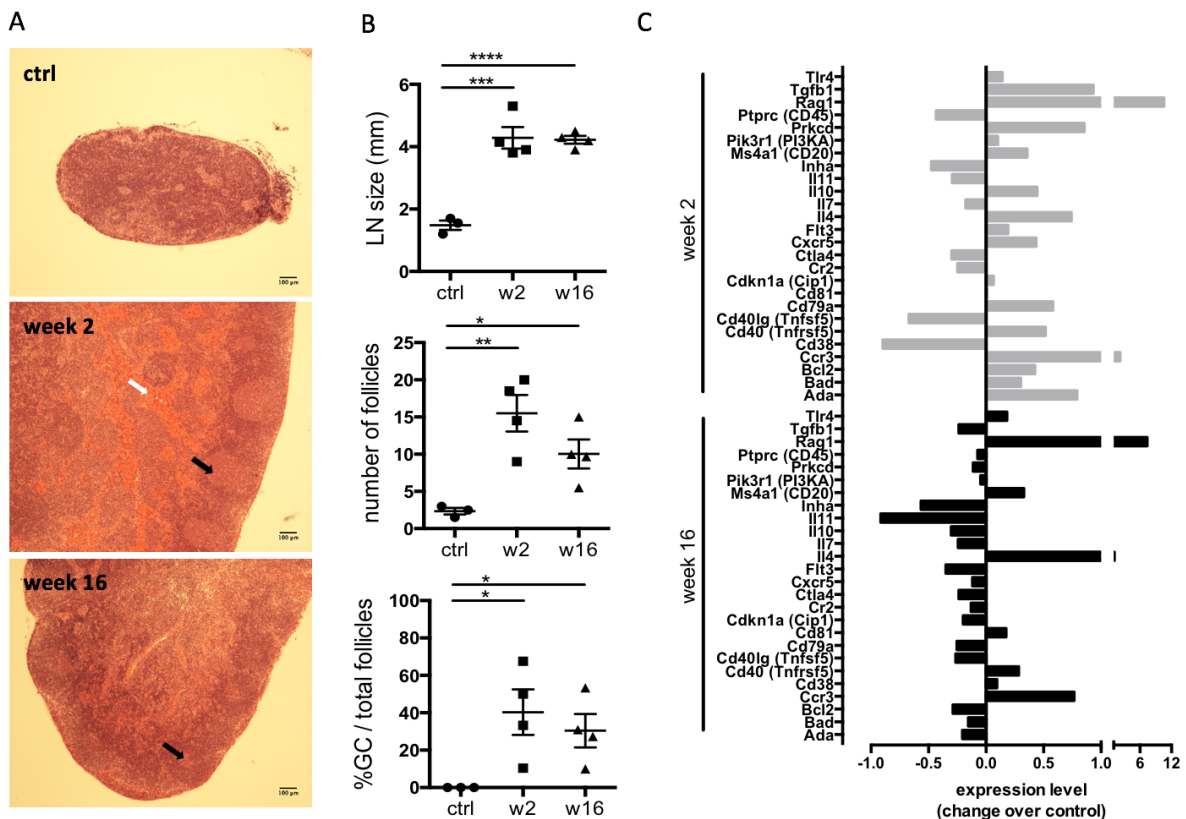 A
ctrl
100 µm
week 2
100 µm
week 16
100 µm
B
LN size (mm)
6
4
2
0
****
***
ctrl
w2
w16
number of follicles
25
20
15
10
5
0
*
**
ctrl
w2
w16
%GC / total follicles
100
80
60
40
20
0
*
*
ctrl
w2
w16
C
week 2
Tlr4
Tgfb1
Rag1
Ptprc (CD45)
Prkcd
Pik3r1 (PI3KA)
Ms4a1 (CD20)
Inha
Il11
Il10
Il7
Il4
Flt3
Cxcr5
Ctla4
Cr2
Cdkn1a (Cip1)
Cd81
Cd79a
Cd40lg (Tnfsf5)
Cd40 (Tnfrsf5)
Cd38
Ccr3
Bcl2
Bad
Ada
week 16
Tlr4
Tgfb1
Rag1
Ptprc (CD45)
Prkcd
Pik3r1 (PI3KA)
Ms4a1 (CD20)
Inha
Il11
Il10
Il7
Il4
Flt3
Cxcr5
Ctla4
Cr2
Cdkn1a (Cip1)
Cd81
Cd79a
Cd40lg (Tnfsf5)
Cd40 (Tnfrsf5)
Cd38
Ccr3
Bcl2
Bad
Ada
-1.0 -0.5 0.0 0.5 1.0 6 12
expression level
(change over control)